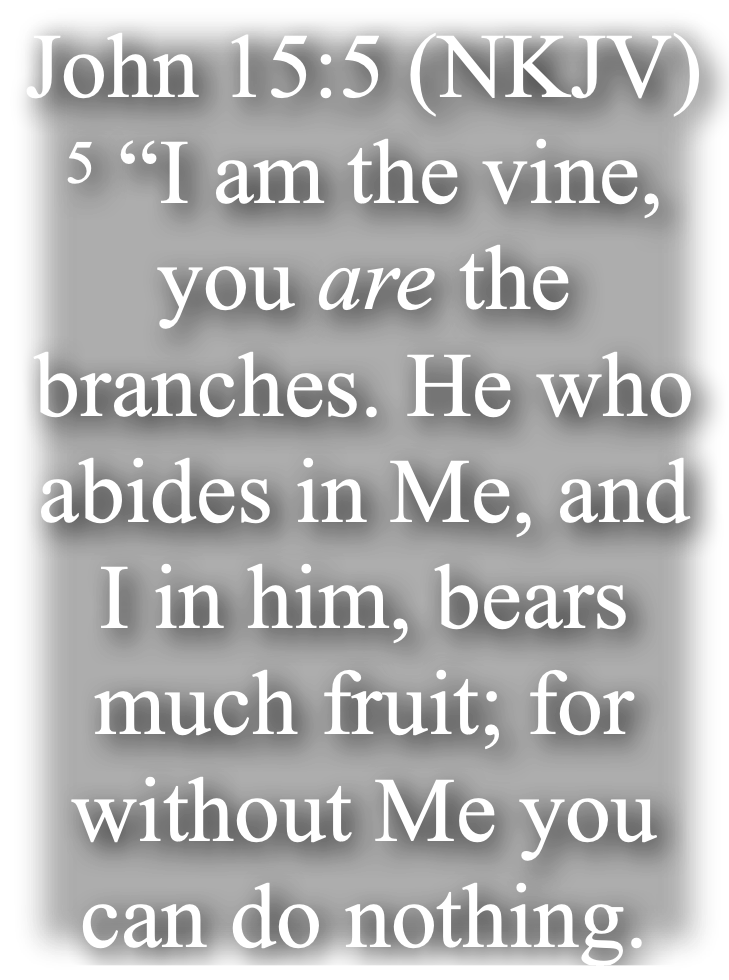 John 15:5 (NKJV)
⁵ “I am the vine,
you are the
branches. He who
abides in Me, and
I in him, bears
much fruit; for
without Me you
can do nothing.